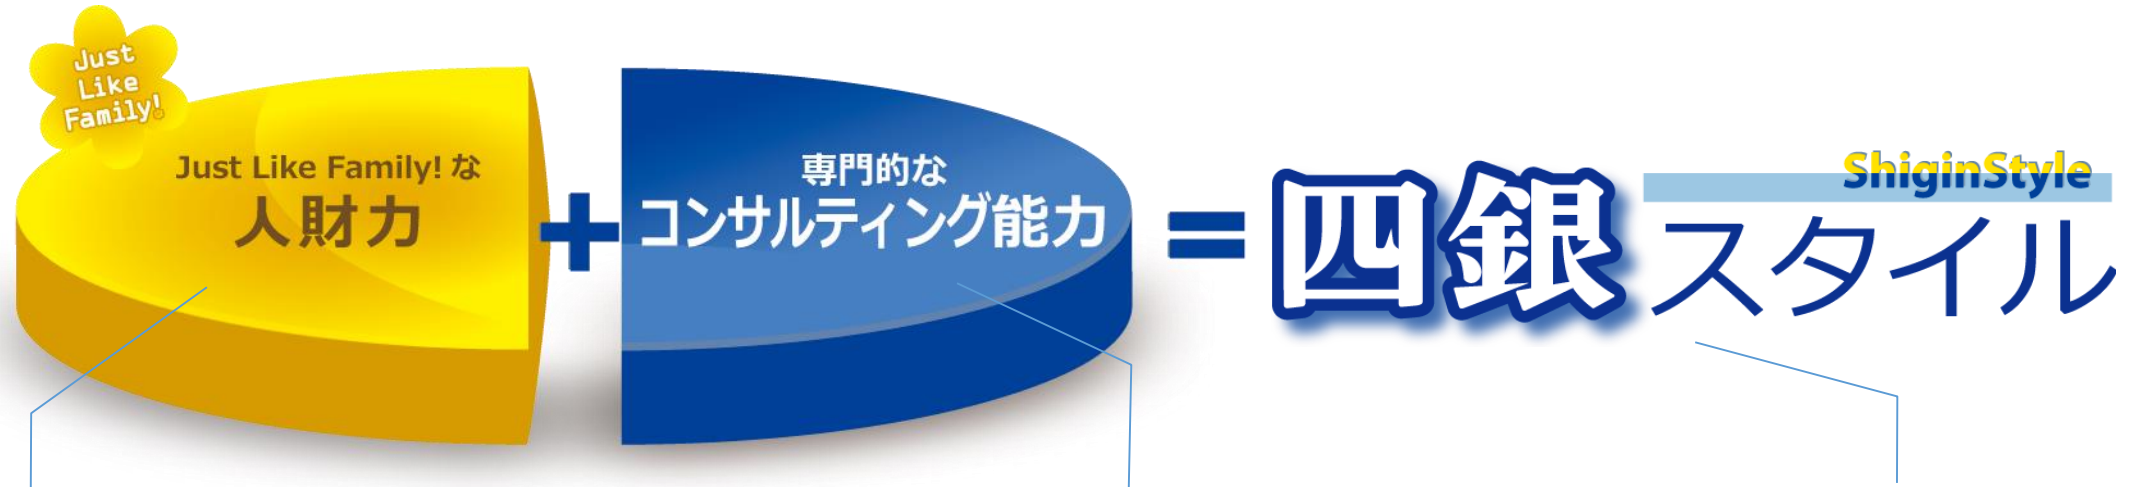 Just
Like
Family!
Just Like Family! な
人財力
+
専門的な
コンサルティング能力
=
四銀
ShiginStyle
スタイル